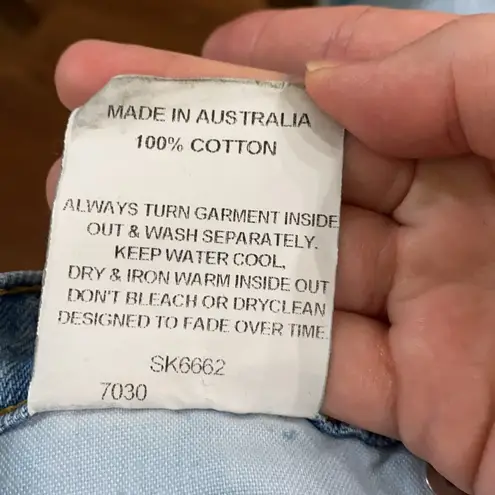 MADE IN AUSTRALIA
100% COTTON
ALWAYS TURN GARMENT INSIDE
OUT & WASH SEPARATELY.
KEEP WATER COOL,
DRY & IRON WARM INSIDE OUT
DON'T BLEACH OR DRYCLEAN
DESIGNED TO FADE OVER TIME.
SK6662
7030